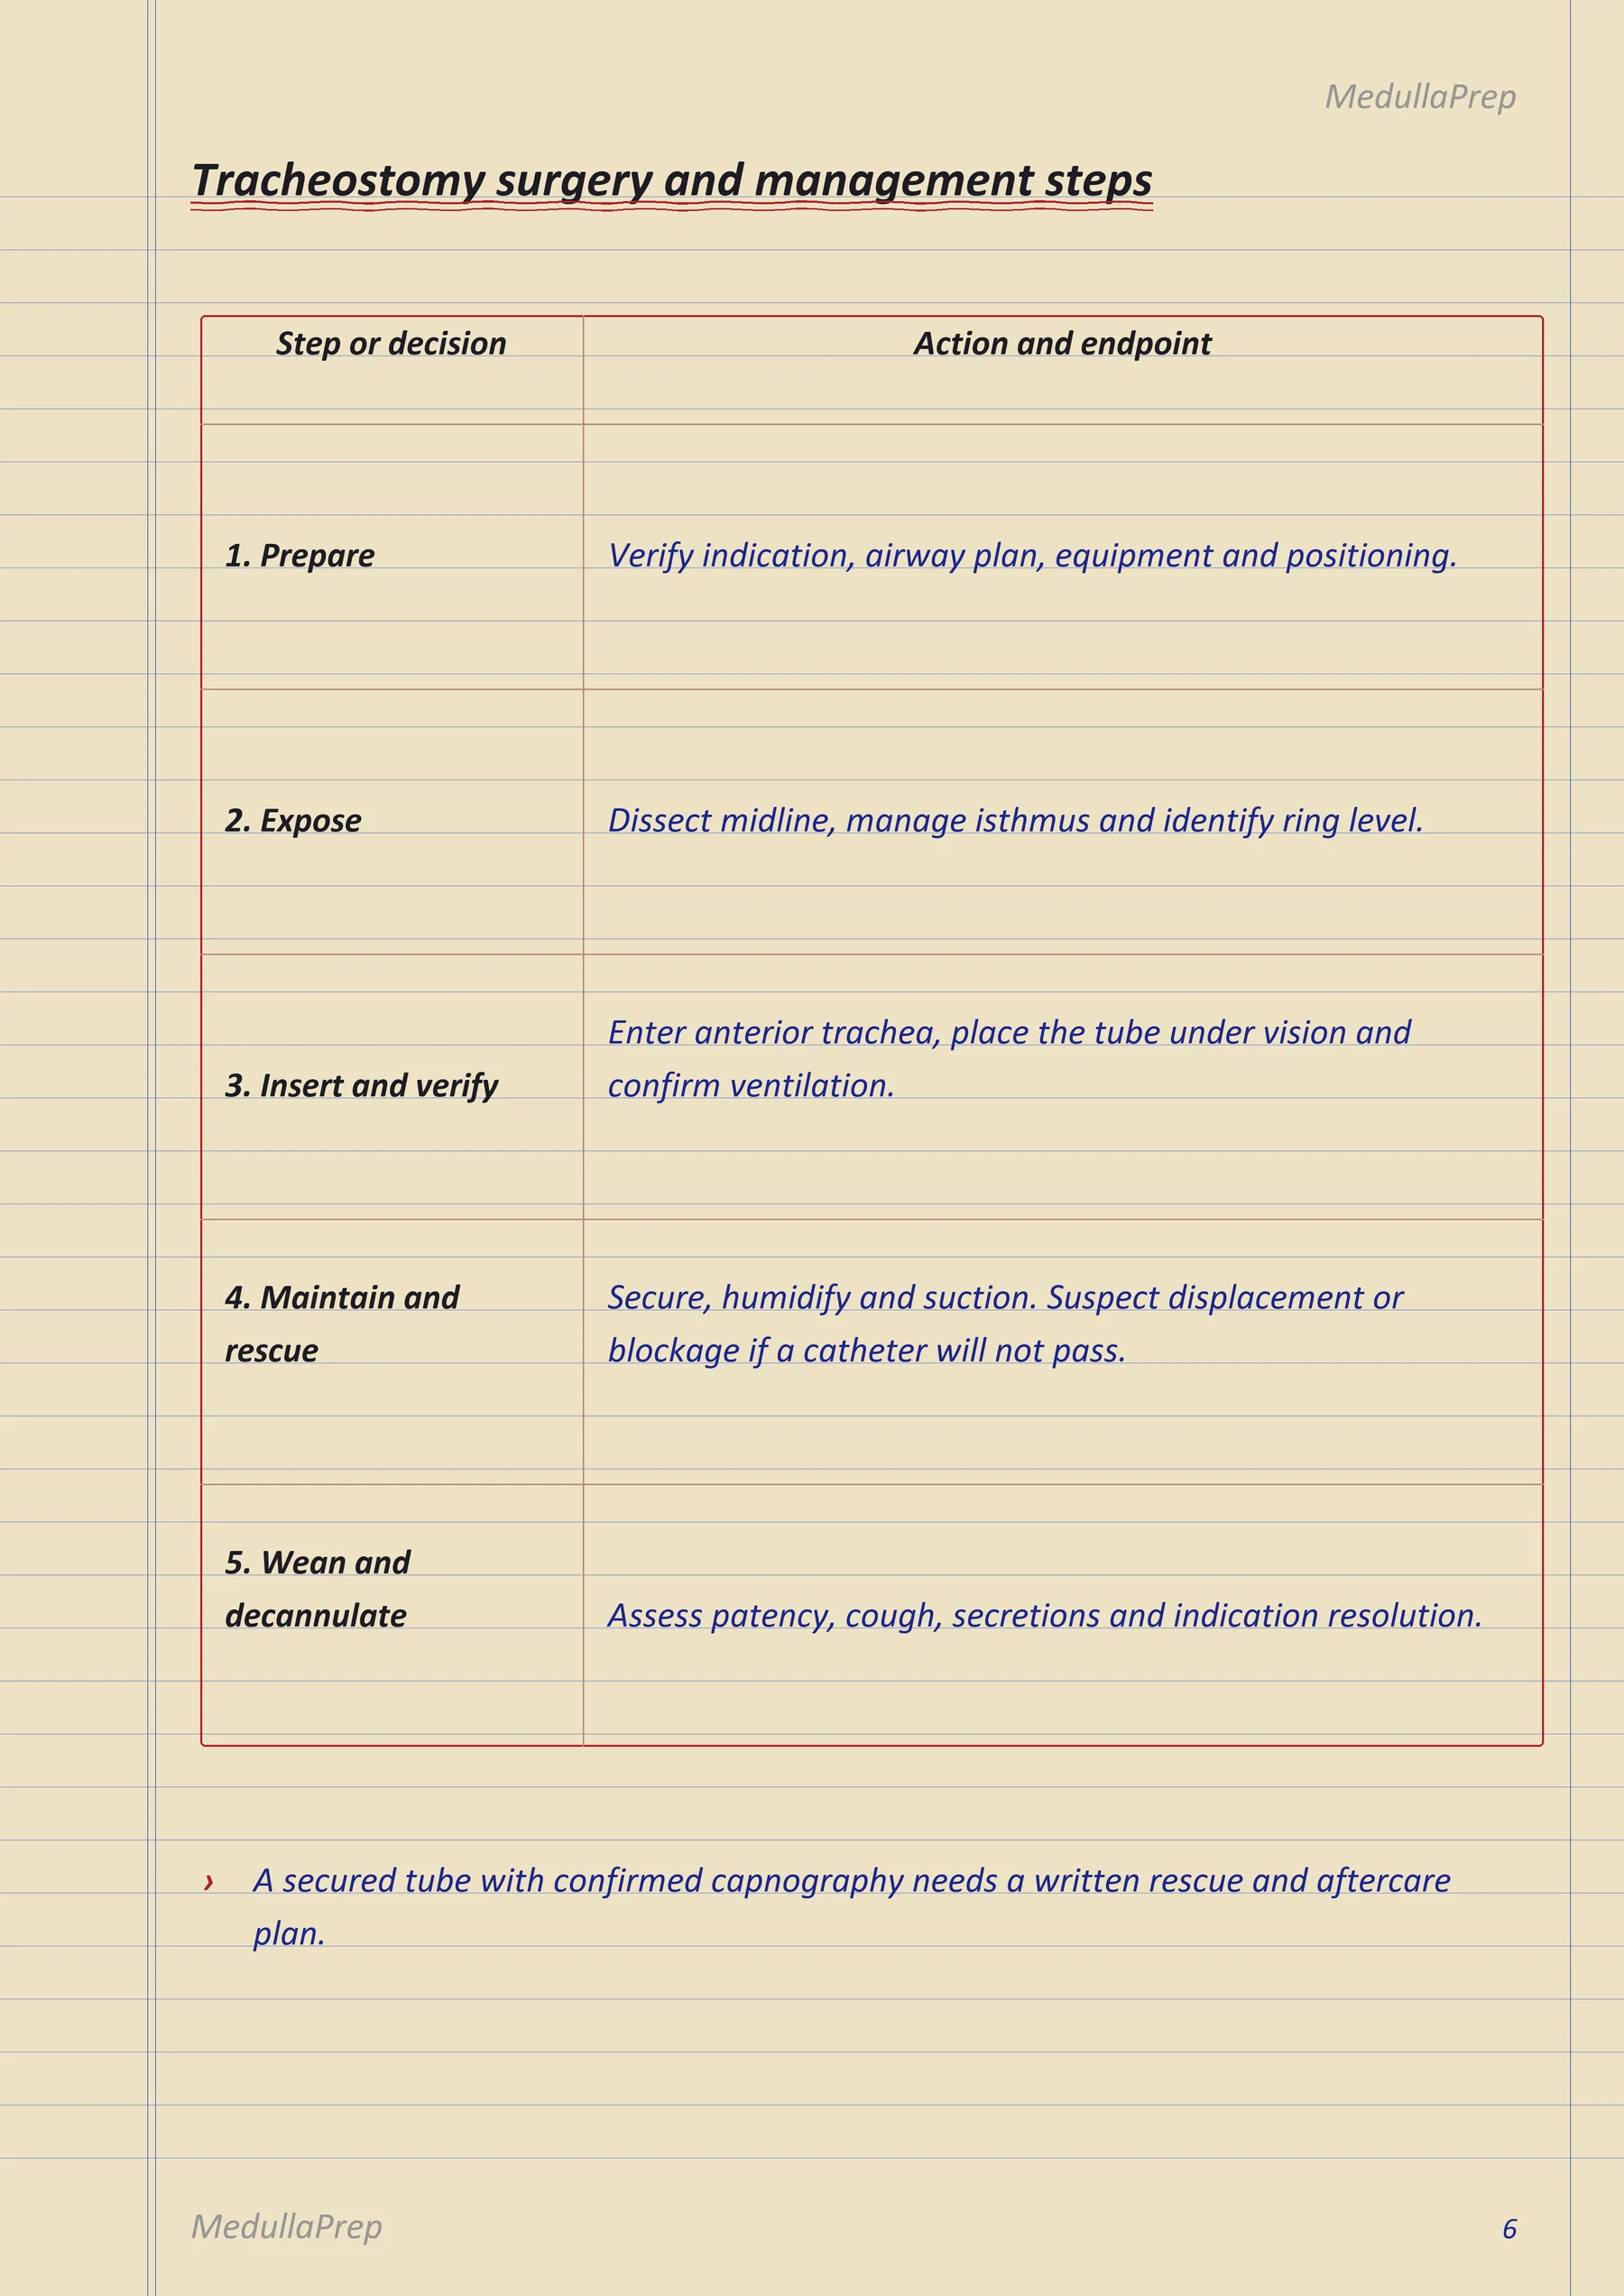 MedullaPrep
Tracheostomy surgery and management steps
Step or decision
Action and endpoint
1. Prepare
Verify indication, airway plan, equipment and positioning.
2. Expose
Dissect midline, manage isthmus and identify ring level.
3. Insert and verify
Enter anterior trachea, place the tube under vision and
confirm ventilation.
4. Maintain and
rescue
Secure, humidify and suction. Suspect displacement or
blockage if a catheter will not pass.
5. Wean and
decannulate
Assess patency, cough, secretions and indication resolution.
› A secured tube with confirmed capnography needs a written rescue and aftercare
plan.
MedullaPrep
6